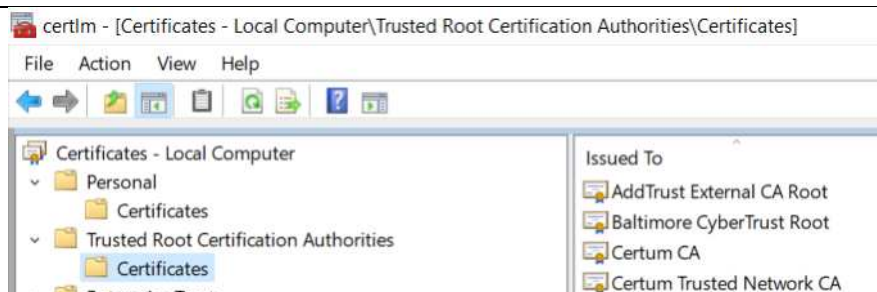 certlm - [Certificates - Local Computer\Trusted Root Certification Authorities\Certificates]
File Action View Help
Certificates - Local Computer
Personal
Certificates
Trusted Root Certification Authorities
Certificates
Issued To
AddTrust External CA Root
Baltimore CyberTrust Root
Certum CA
Certum Trusted Network CA